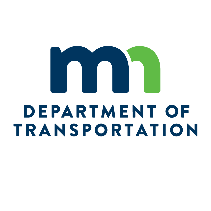 mn
DEPARTMENT OF
TRANSPORTATION